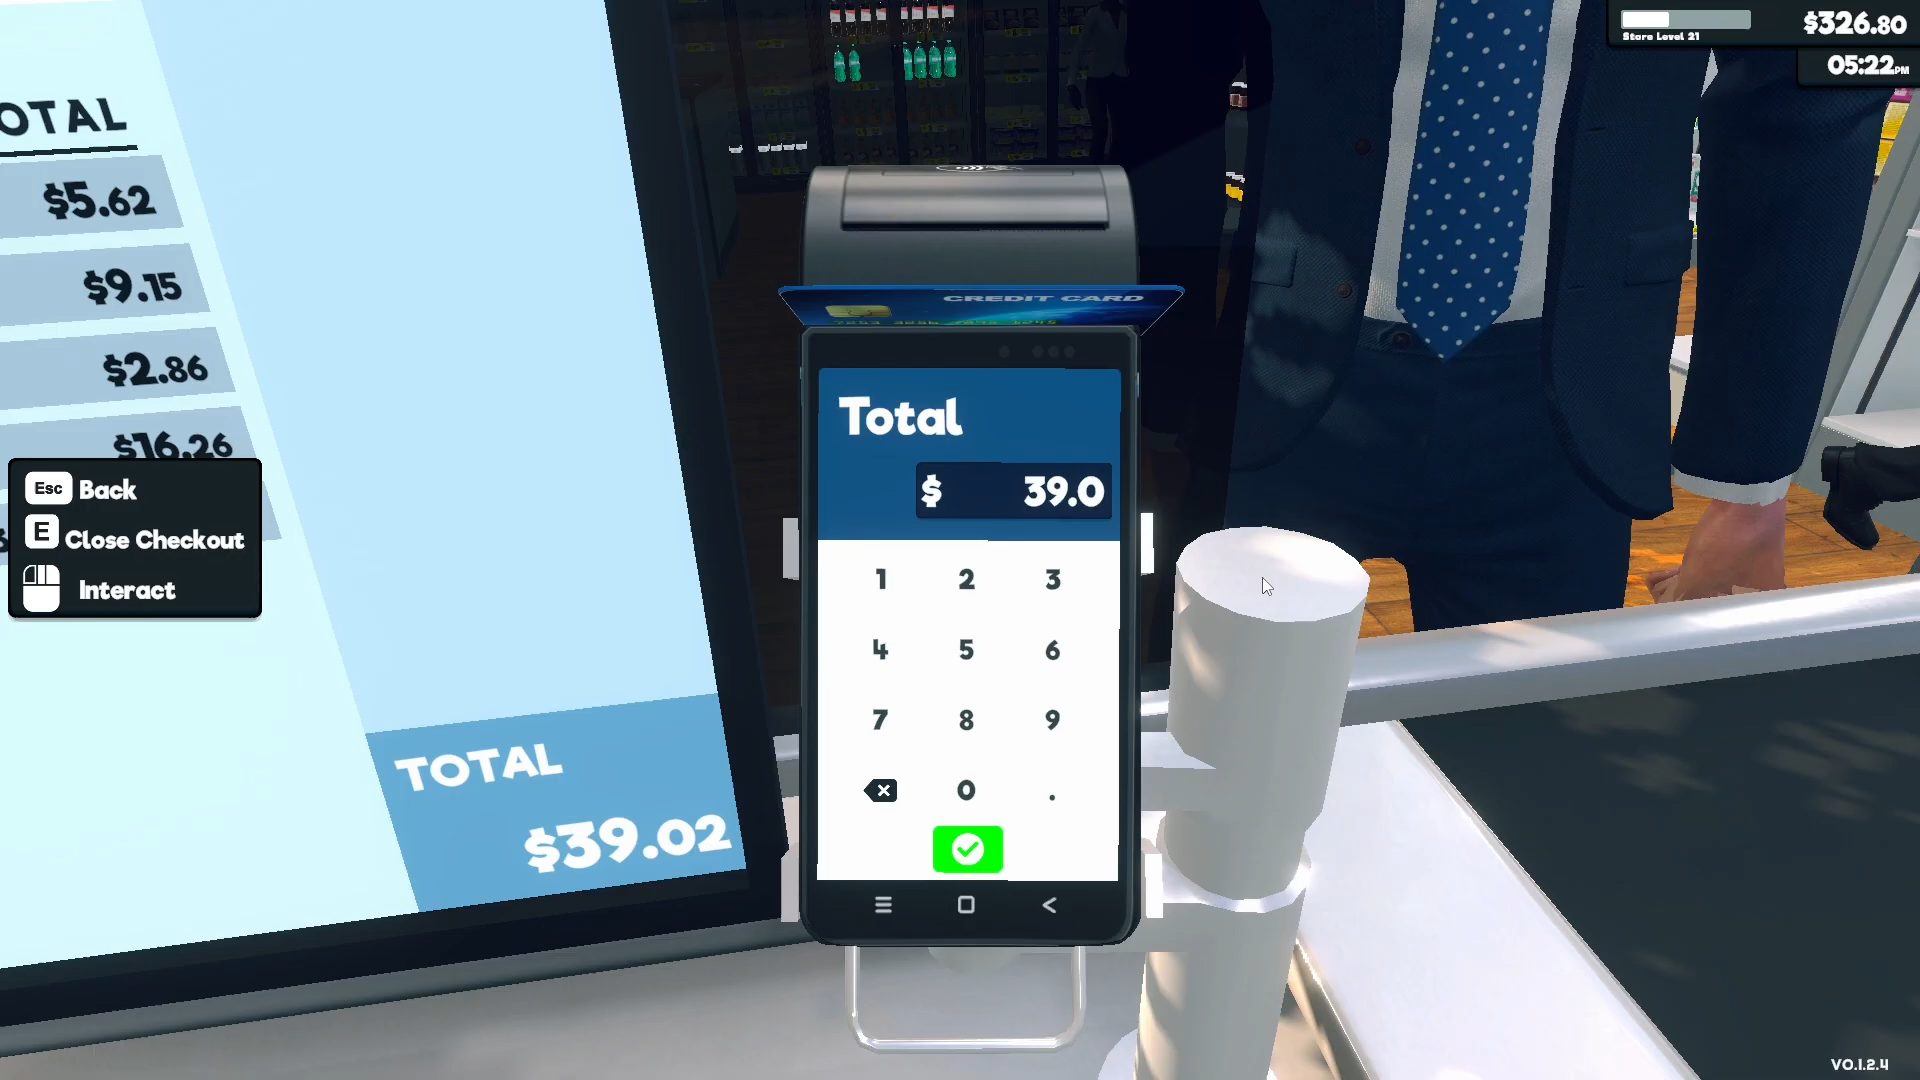 $326.80
Store Level 21
05:22PM
OTAL
$5.62
$9.15
$2.86
$16.26
CREDIT CARD
Total
$ 39.0
Esc Back
E Close Checkout
Interact
1 2 3
4 5 6
7 8 9
0 .
TOTAL
$39.02
V0.1.2.4